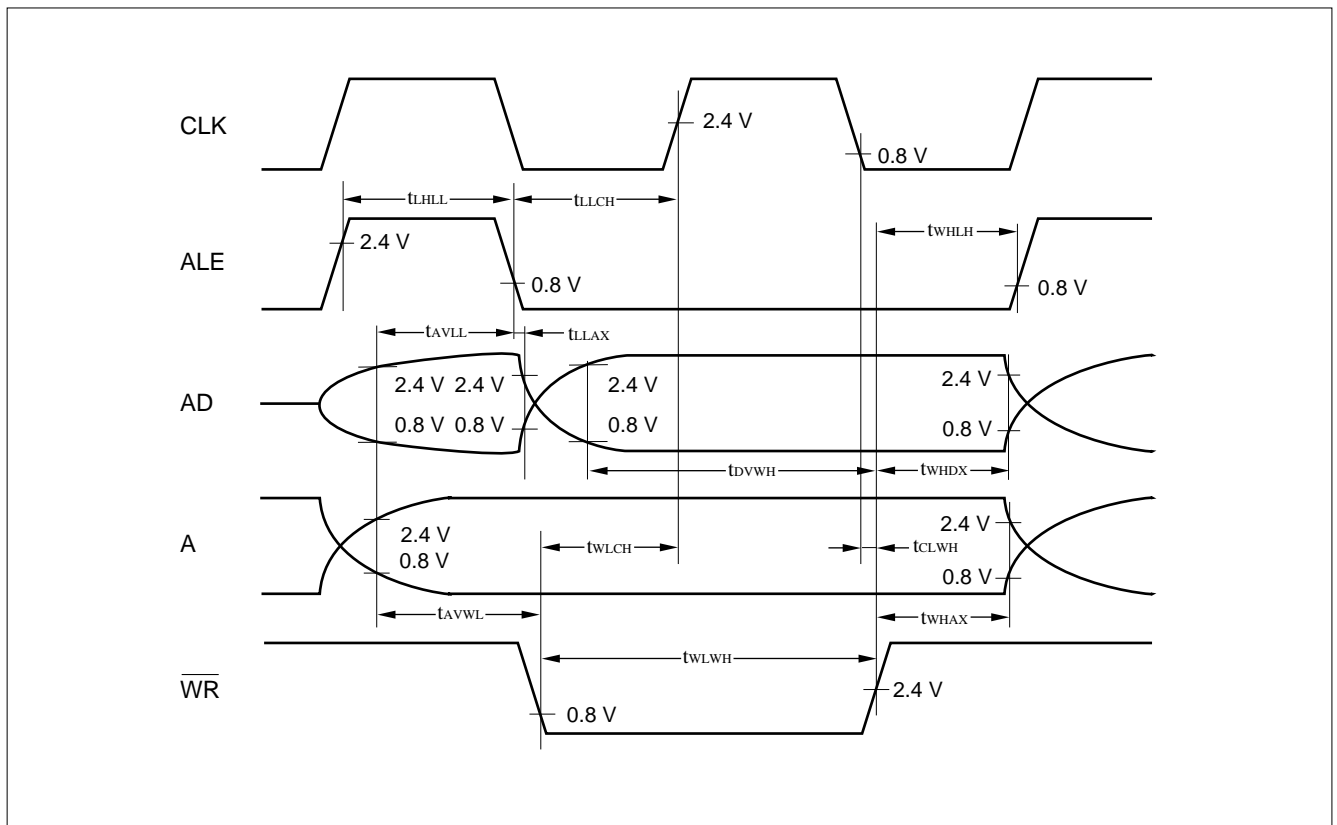 CLK
2.4 V
0.8 V
tLHLL
tLLCH
tWHLH
ALE
2.4 V
0.8 V
0.8 V
tAVLL
tLLAX
AD
2.4 V 2.4 V
2.4 V
2.4 V
0.8 V 0.8 V
0.8 V
0.8 V
tDVWH
tWHDX
A
2.4 V
2.4 V
0.8 V
tWLCH
tCLWH
0.8 V
tAVWL
tWHAX
tWLWH
WR
0.8 V
2.4 V